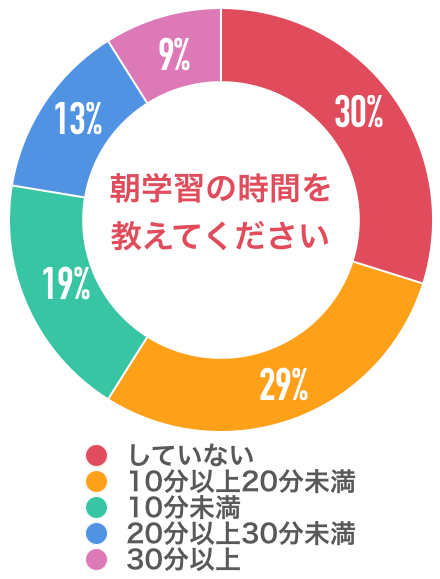 9%
30%
13%
朝学習の時間を
教えてください
19%
29%
していない
10分以上20分未満
10分未満
20分以上30分未満
30分以上